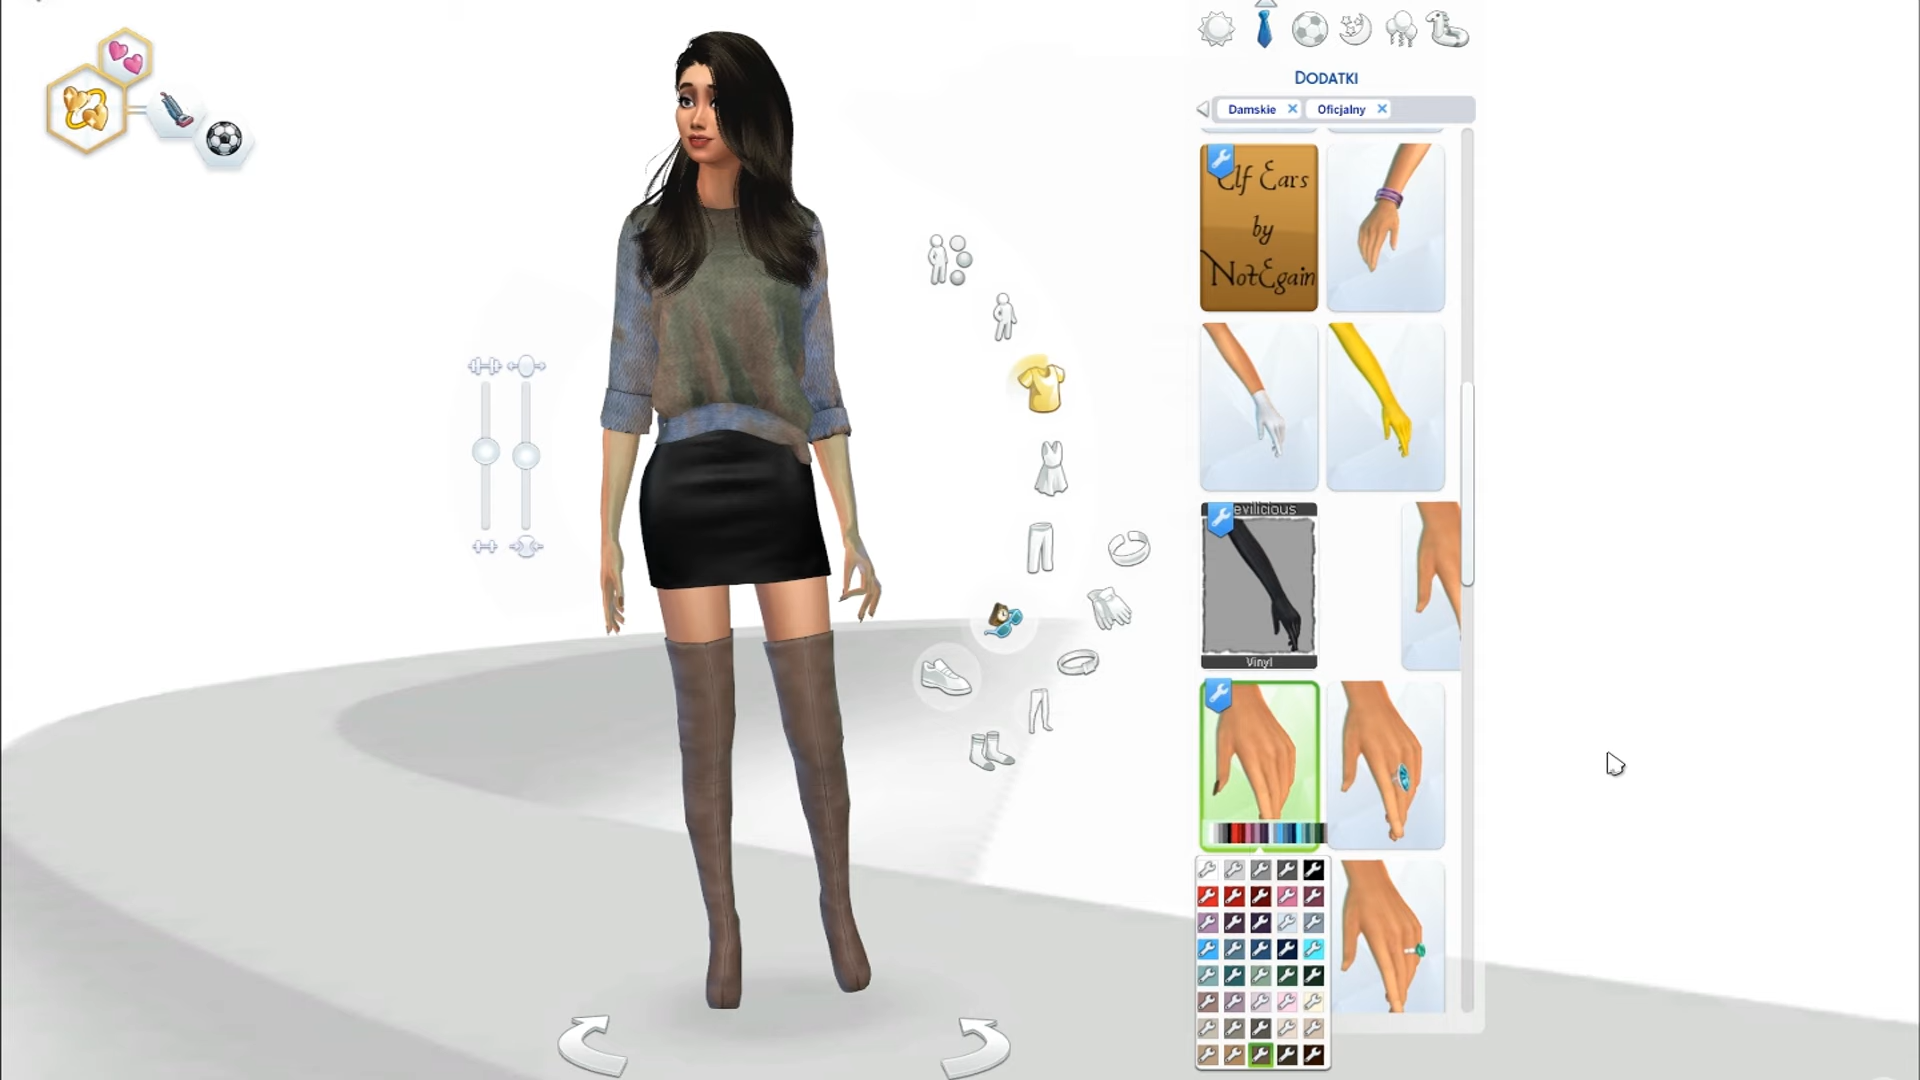 DODATKI
Damskie
Oficjalny
Elf Ears
by
NotEgain
evilicious
Vinyl